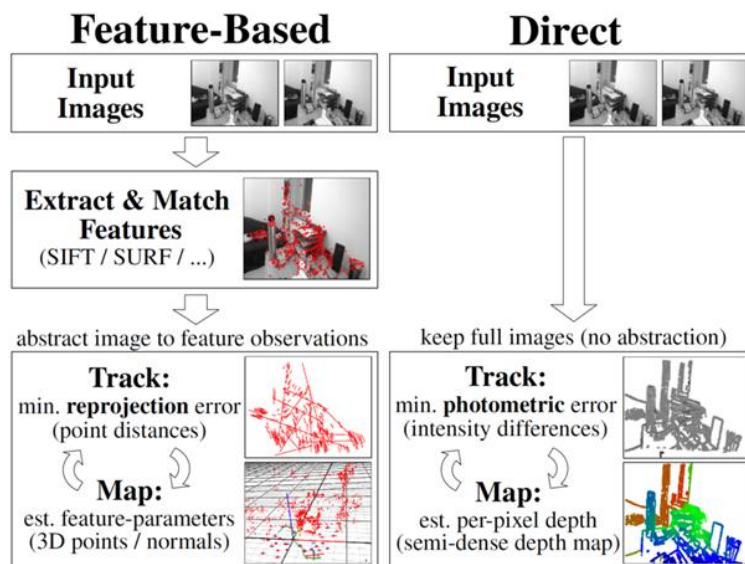 Feature-Based
Input
Images
Extract & Match
Features
(SIFT / SURF / ...)
abstract image to feature observations
Track:
min. reprojection error
(point distances)
Map:
est. feature-parameters
(3D points / normals)
Direct
Input
Images
keep full images (no abstraction)
Track:
min. photometric error
(intensity differences)
Map:
est. per-pixel depth
(semi-dense depth map)